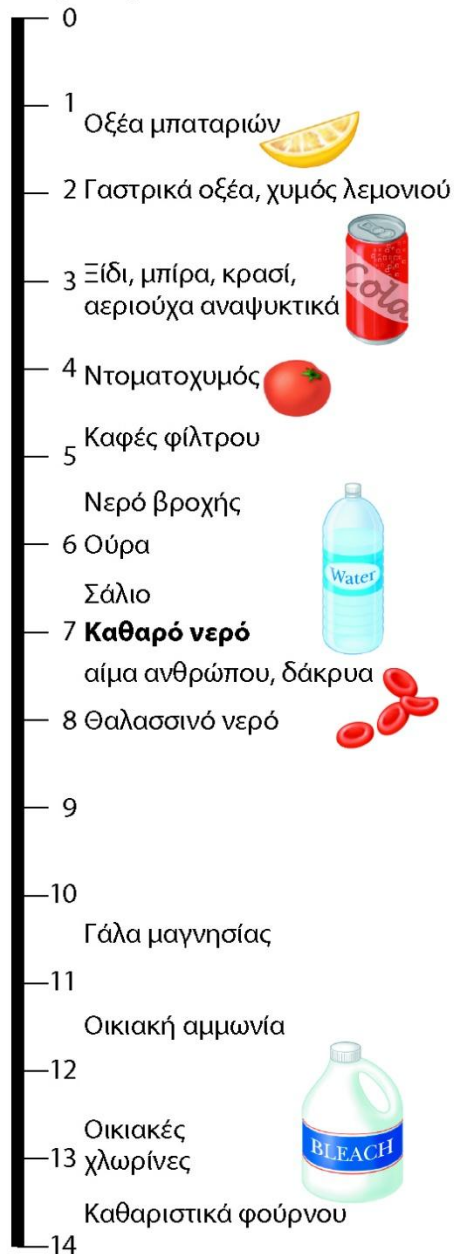 0
1
Οξέα μπαταριών
2 Γαστρικά οξέα, χυμός λεμονιού
3 Ξίδι, μπίρα, κρασί,
αεριούχα αναψυκτικά
Cola
4 Ντοματοχυμός
Καφές φίλτρου
5
Νερό βροχής
6 Ούρα
Water
Σάλιο
7 Καθαρό νερό
αίμα ανθρώπου, δάκρυα
8 Θαλασσινό νερό
9
10
Γάλα μαγνησίας
11
Οικιακή αμμωνία
12
Οικιακές
13 χλωρίνες
BLEACH
Καθαριστικά φούρνου
14